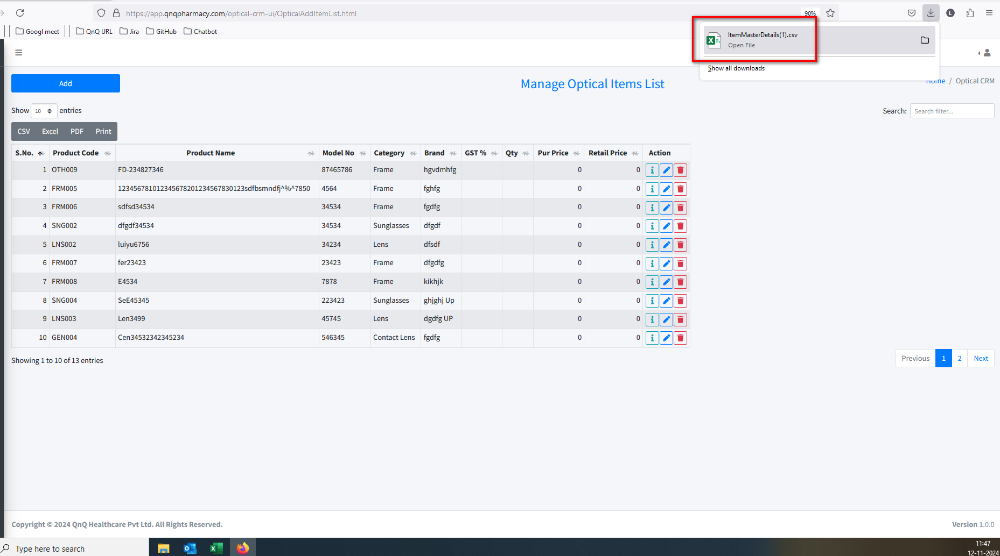 https://app.qnqpharmacy.com/optical-crm-ui/OpticalAddItemList.html
90%
L
Googl meet
QnQ URL
Jira
GitHub
Chatbot
ItemMasterDetails(1).csv
Open File
Show all downloads
Add
Manage Optical Items List
Home / Optical CRM
Show 10 entries
Search: Search filter...
CSV Excel PDF Print
S.No. Product Code Product Name Model No Category Brand GST % Qty Pur Price Retail Price Action
1 OTH009 FD-234827346 87465786 Frame hgvdmhfg 0 0
2 FRM005 123456781012345678201234567830123sdfbsmndfj^%^7850 4564 Frame fghfg 0 0
3 FRM006 sdfsd34534 34534 Frame fgdfg 0 0
4 SNG002 dfgdf34534 34534 Sunglasses dfgdf 0 0
5 LNS002 luiyu6756 34234 Lens dfsdf 0 0
6 FRM007 fer23423 23423 Frame dfgdfg 0 0
7 FRM008 E4534 7878 Frame kikhjk 0 0
8 SNG004 SeE45345 223423 Sunglasses ghjghj Up 0 0
9 LNS003 Len3499 45745 Lens dgdfg UP 0 0
10 GEN004 Cen34532342345234 546345 Contact Lens fgdfg 0 0
Showing 1 to 10 of 13 entries
Previous 1 2 Next
Copyright © 2024 QnQ Healthcare Pvt Ltd. All Rights Reserved.
Version 1.0.0
Type here to search
11:47
12-11-2024